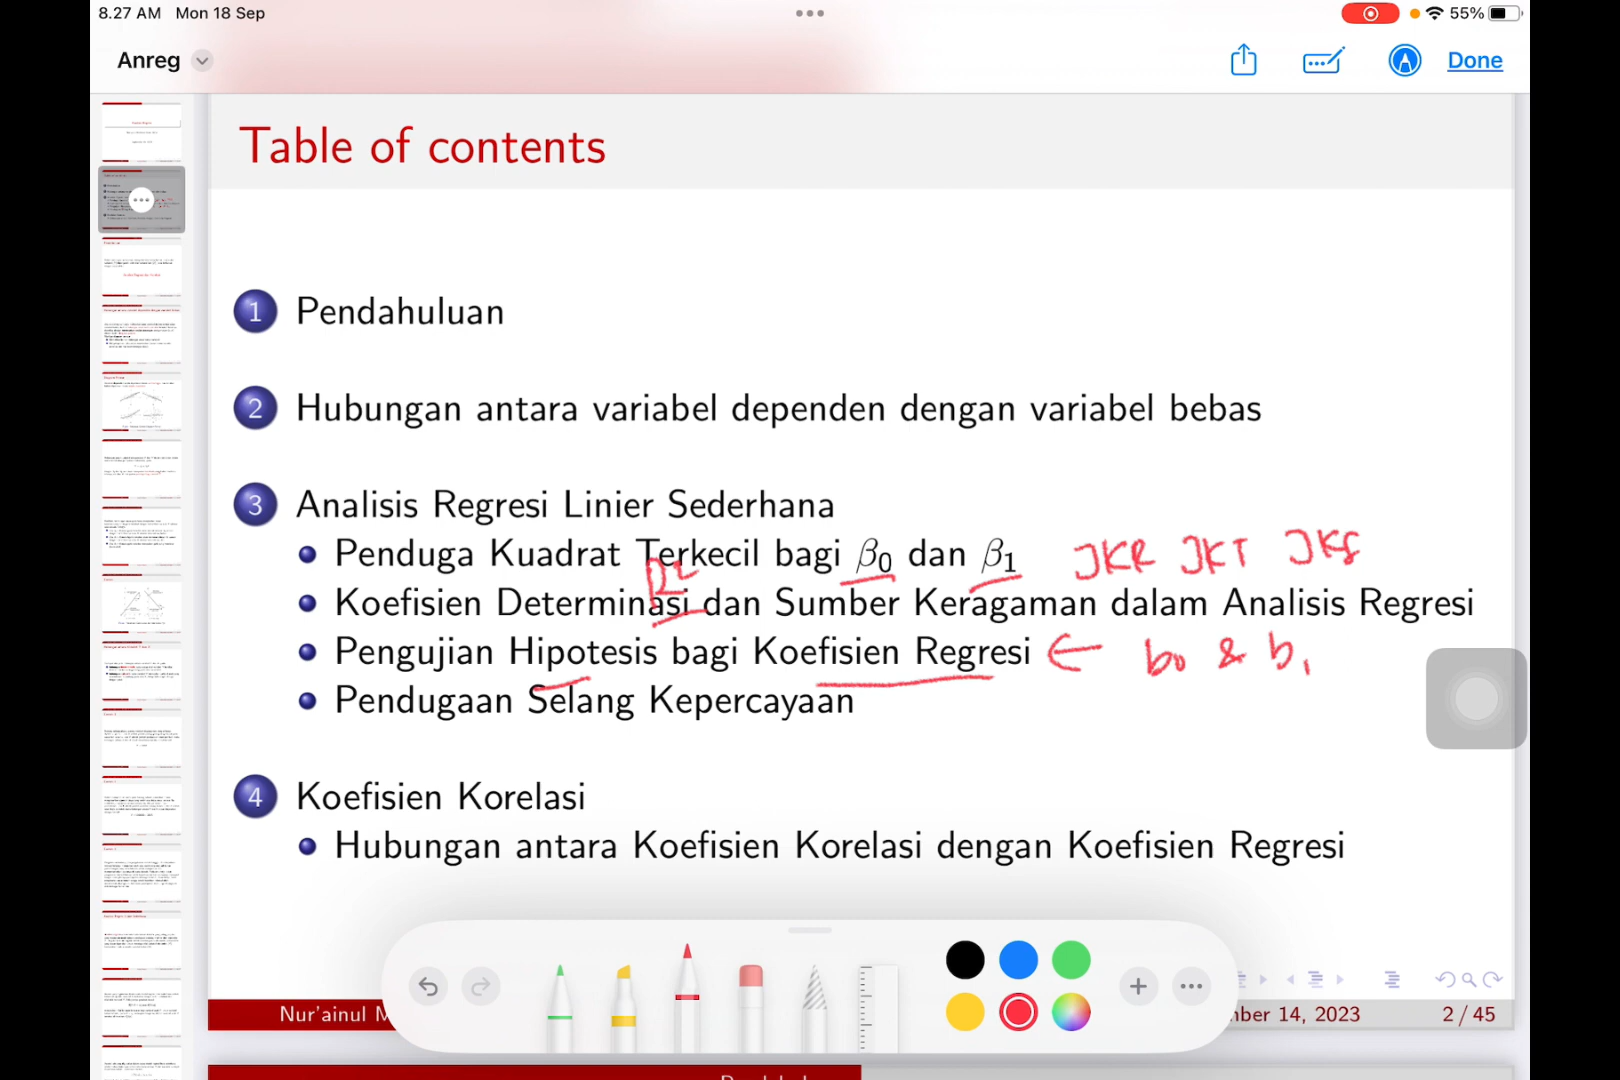 8.27 AM Mon 18 Sep
55%
Anreg
Done
Table of contents
1 Pendahuluan
2 Hubungan antara variabel dependen dengan variabel bebas
3 Analisis Regresi Linier Sederhana
Penduga Kuadrat Terkecil bagi β0 dan β1 JKR JKT JKS
R²
Koefisien Determinasi dan Sumber Keragaman dalam Analisis Regresi
Pengujian Hipotesis bagi Koefisien Regresi ← b0 & b1
Pendugaan Selang Kepercayaan
4 Koefisien Korelasi
Hubungan antara Koefisien Korelasi dengan Koefisien Regresi
Nur'ainul
ber 14, 2023 2 / 45